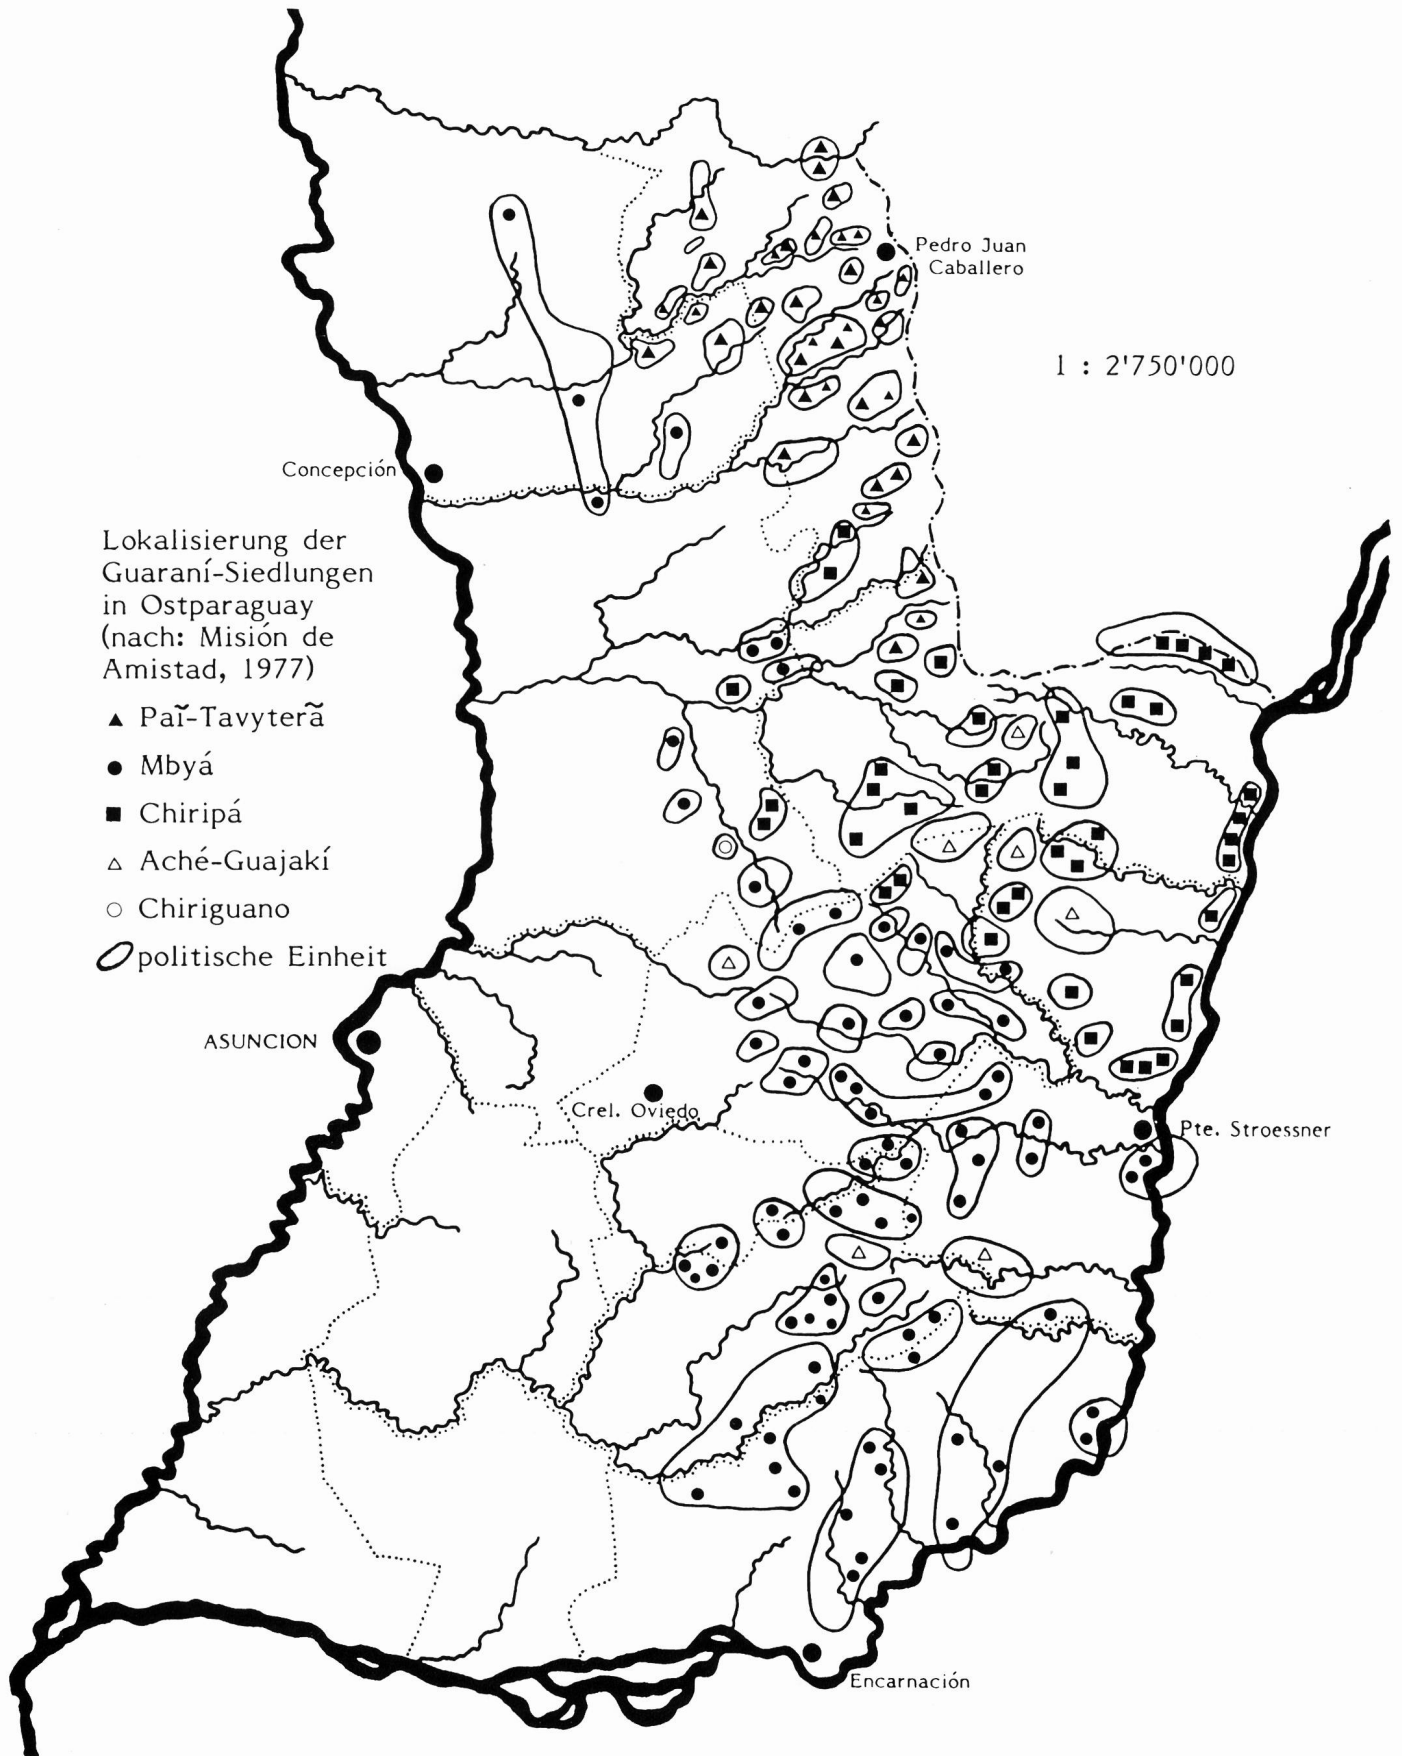 Pedro Juan
Caballero
1 : 2'750'000
Concepción
Lokalisierung der
Guaraní-Siedlungen
in Ostparaguay
(nach: Misión de
Amistad, 1977)
Paĩ-Tavyterã
Mbyá
Chiripá
Aché-Guajakí
Chiriguano
politische Einheit
ASUNCION
Crel. Oviedo
Pte. Stroessner
Encarnación